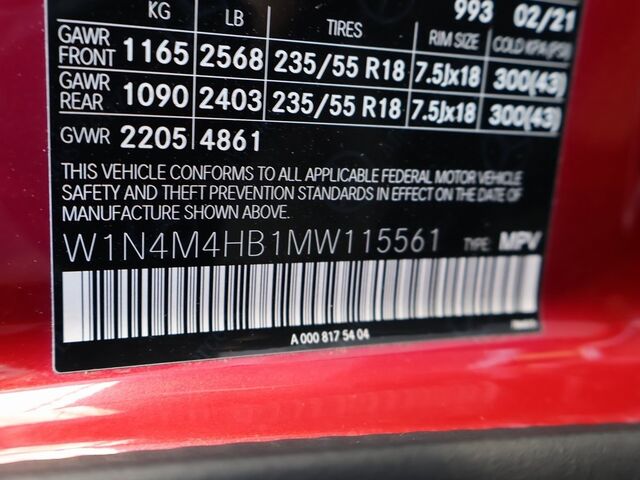 993 02/21
KG LB TIRES RIM SIZE COLD KPA(PSI)
GAWR FRONT 1165 2568 235/55 R18 7.5Jx18 300(43)
GAWR REAR 1090 2403 235/55 R18 7.5Jx18 300(43)
GVWR 2205 4861
THIS VEHICLE CONFORMS TO ALL APPLICABLE FEDERAL MOTOR VEHICLE
SAFETY AND THEFT PREVENTION STANDARDS IN EFFECT ON THE DATE OF
MANUFACTURE SHOWN ABOVE.
W1N4M4HB1MW115561 TYPE: MPV
A 000 817 54 04